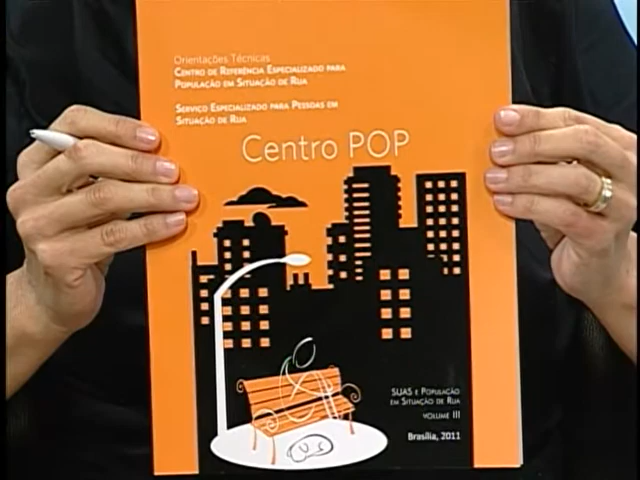 Orientações Técnicas
Centro de Referência Especializado para
População em Situação de Rua
Serviço Especializado para Pessoas em
Situação de Rua
Centro POP
SUAS e População
em Situação de Rua
VOLUME III
Brasília, 2011